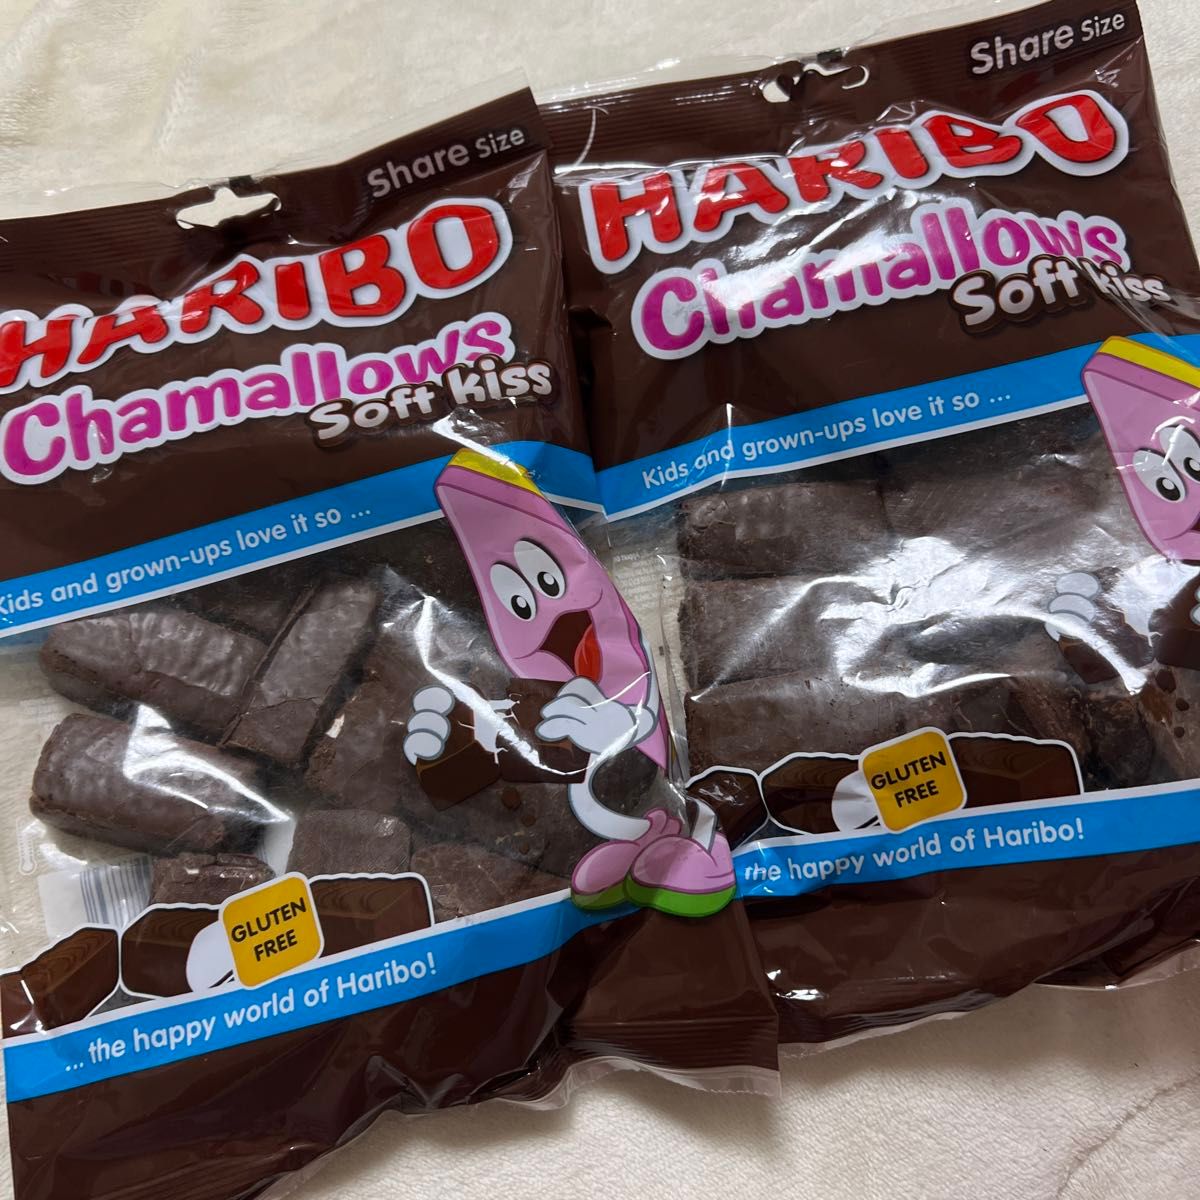 Share Size
HARIBO
Chamallows
Soft kiss
Kids and grown-ups love it so ...
GLUTEN
FREE
... the happy world of Haribo!
Share Size
HARIBO
Chamallows
Soft kiss
Kids and grown-ups love it so ...
GLUTEN
FREE
the happy world of Haribo!